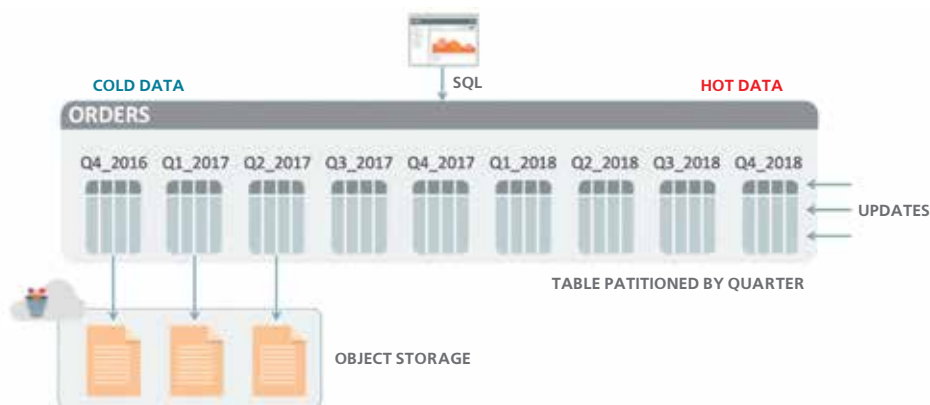 COLD DATA
SQL
HOT DATA
ORDERS
Q4_2016 Q1_2017 Q2_2017 Q3_2017 Q4_2017 Q1_2018 Q2_2018 Q3_2018 Q4_2018
UPDATES
TABLE PATITIONED BY QUARTER
OBJECT STORAGE